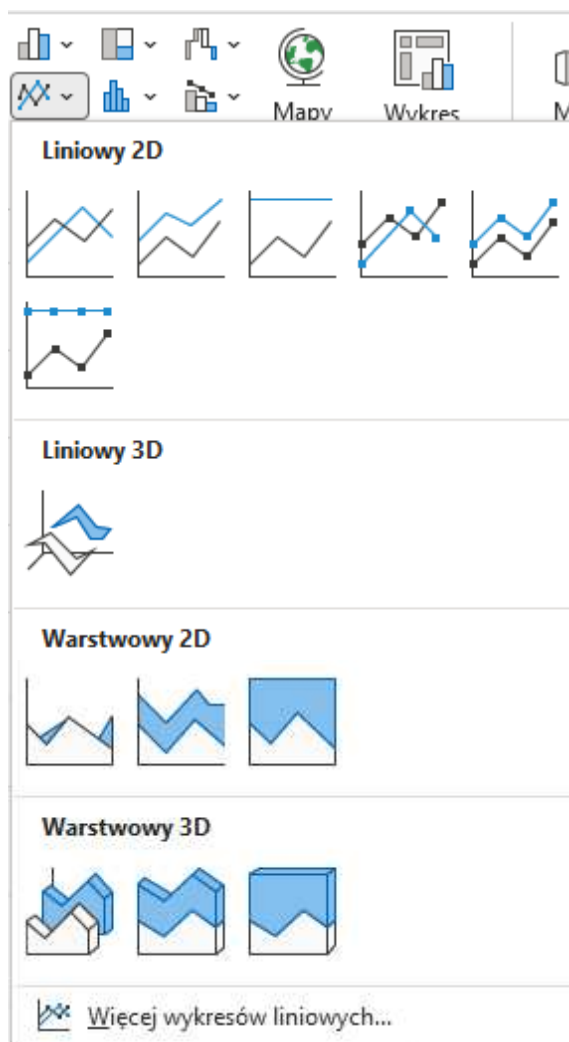 Mapy
Wykres
M
Liniowy 2D
Liniowy 3D
Warstwowy 2D
Warstwowy 3D
Więcej wykresów liniowych...